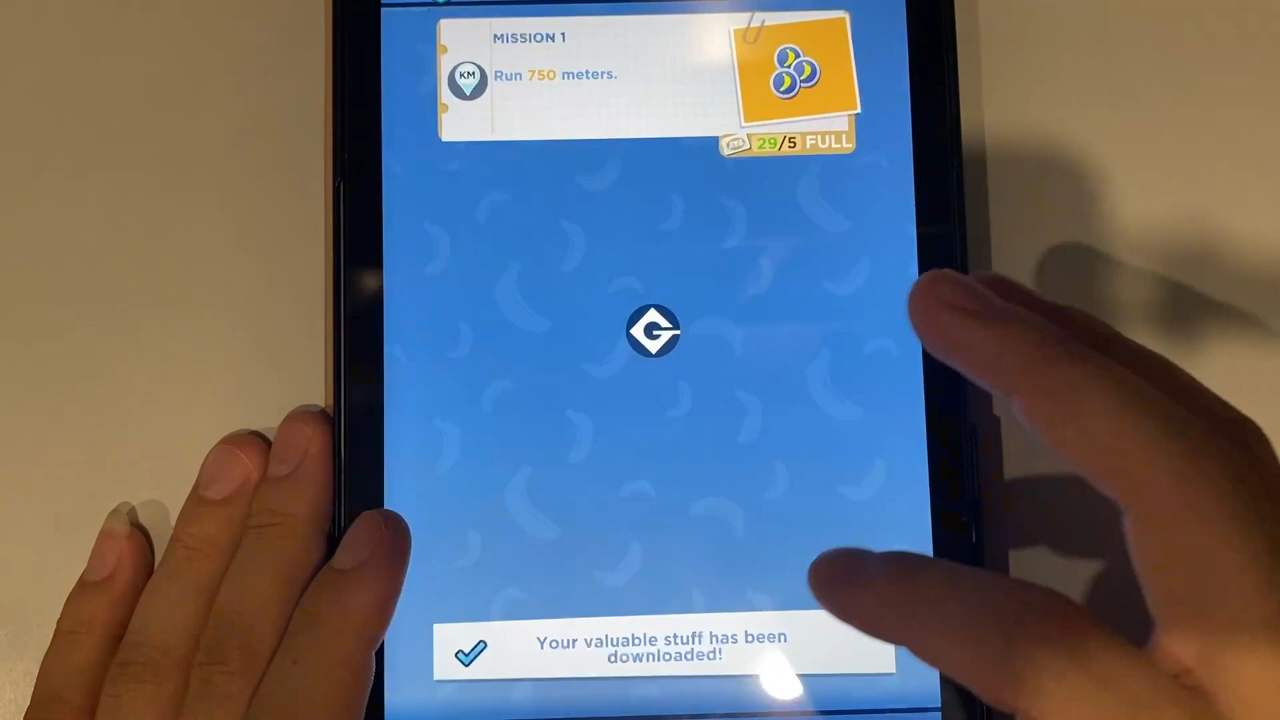 MISSION 1
KM
Run 750 meters.
29/5 FULL
Your valuable stuff has been
downloaded!